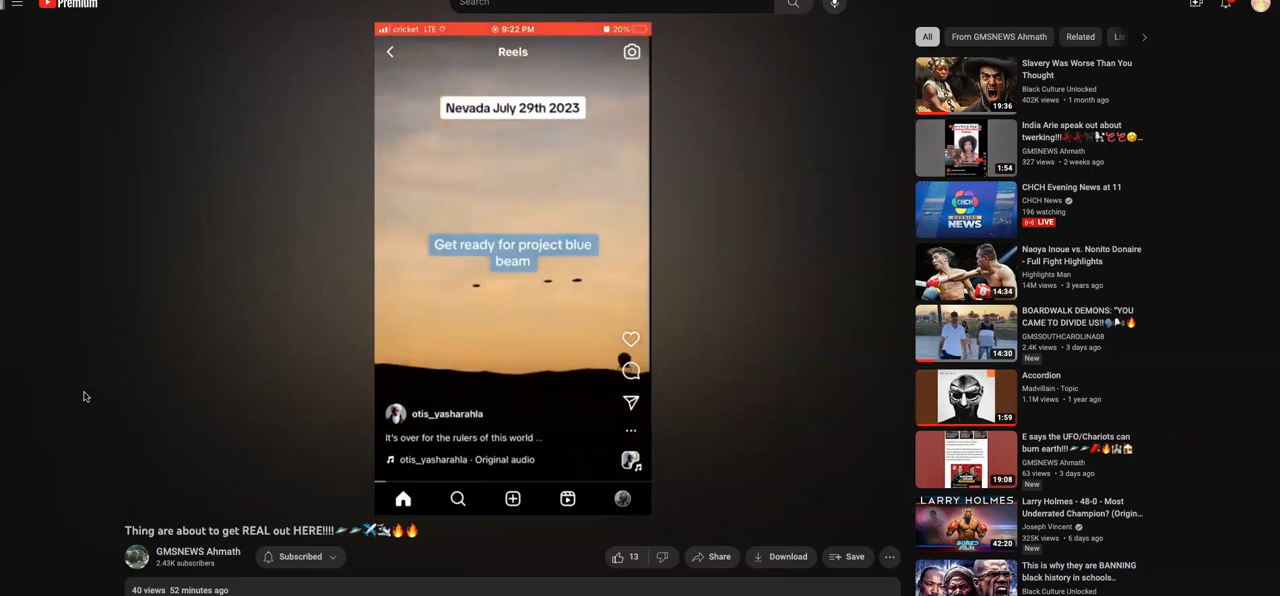 Premium
Search
cricket LTE
9:22 PM
20%
Reels
Nevada July 29th 2023
Get ready for project blue
beam
otis_yasharahla
It's over for the rulers of this world ...
otis_yasharahla · Original audio
Thing are about to get REAL out HERE!!!!🛫🛫✈️🛬🔥🔥
GMSNEWS Ahmath
2.43K subscribers
Subscribed
13
Share
Download
Save
40 views 52 minutes ago
All
From GMSNEWS Ahmath
Related
19:36
Slavery Was Worse Than You
Thought
Black Culture Unlocked
402K views • 1 month ago
1:54
India Arie speak out about
GMSNEWS Ahmath
327 views • 2 weeks ago
CHCH
EVENING
NEWS
CHCH Evening News at 11
CHCH News
196 watching
LIVE
14:34
Naoya Inoue vs. Nonito Donaire
- Full Fight Highlights
Highlights Man
14M views • 3 years ago
14:30
BOARDWALK DEMONS: "YOU
CAME TO DIVIDE US!!
GMSSOUTHCAROLINA08
2.4K views • 3 days ago
New
1:59
Accordion
Madvillain - Topic
1.1M views • 1 year ago
19:08
E says the UFO/Chariots can
GMSNEWS Ahmath
63 views • 3 days ago
New
LARRY HOLMES
42:20
Larry Holmes - 48-0 - Most
Underrated Champion? (Origin...
Joseph Vincent
325K views • 6 days ago
New
This is why they are BANNING
black history in schools..
Black Culture Unlocked